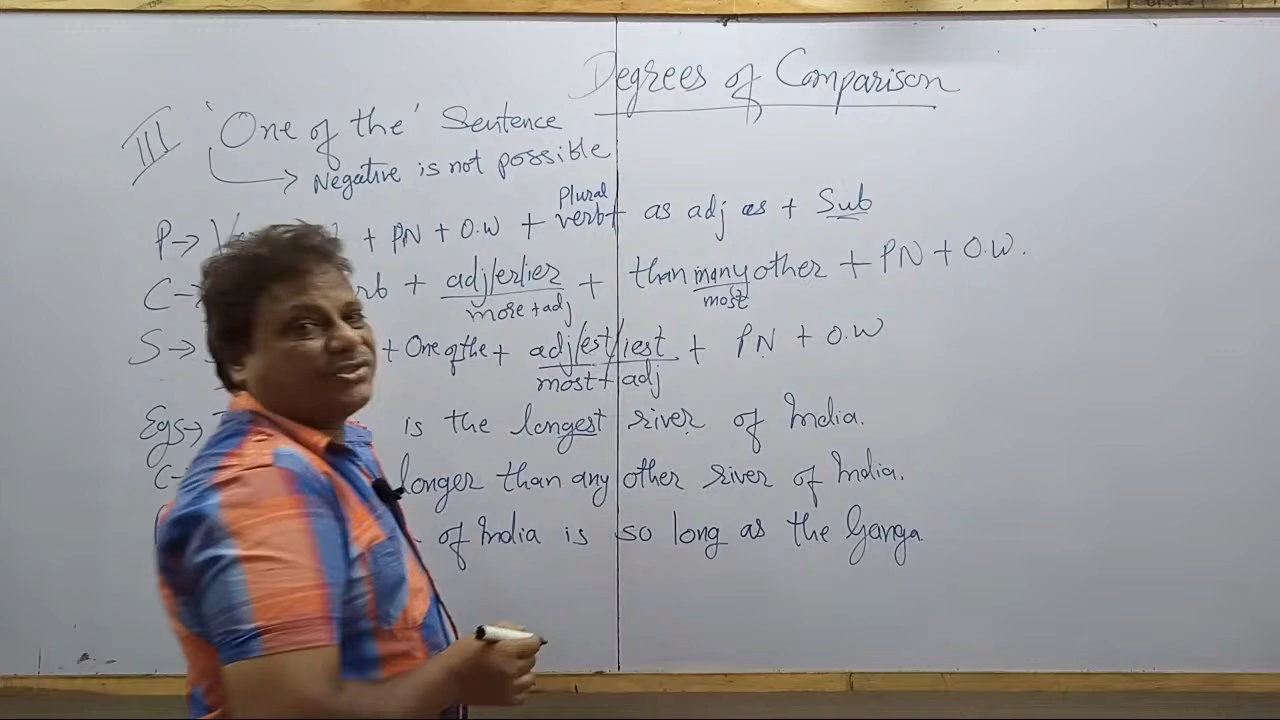 Degrees of Comparison
III 'One of the' Sentence
Negative is not possible
Plural
P→ + PN + O.W + verb + as adj as + Sub
C→ + adj/er/ier + than many other + PN + O.W.
more + adj most
S→ + One of the + adj/est/iest + PN + O.W
most + adj
Egs→ is the longest river of India.
C- longer than any other river of India.
of India is so long as the Ganga